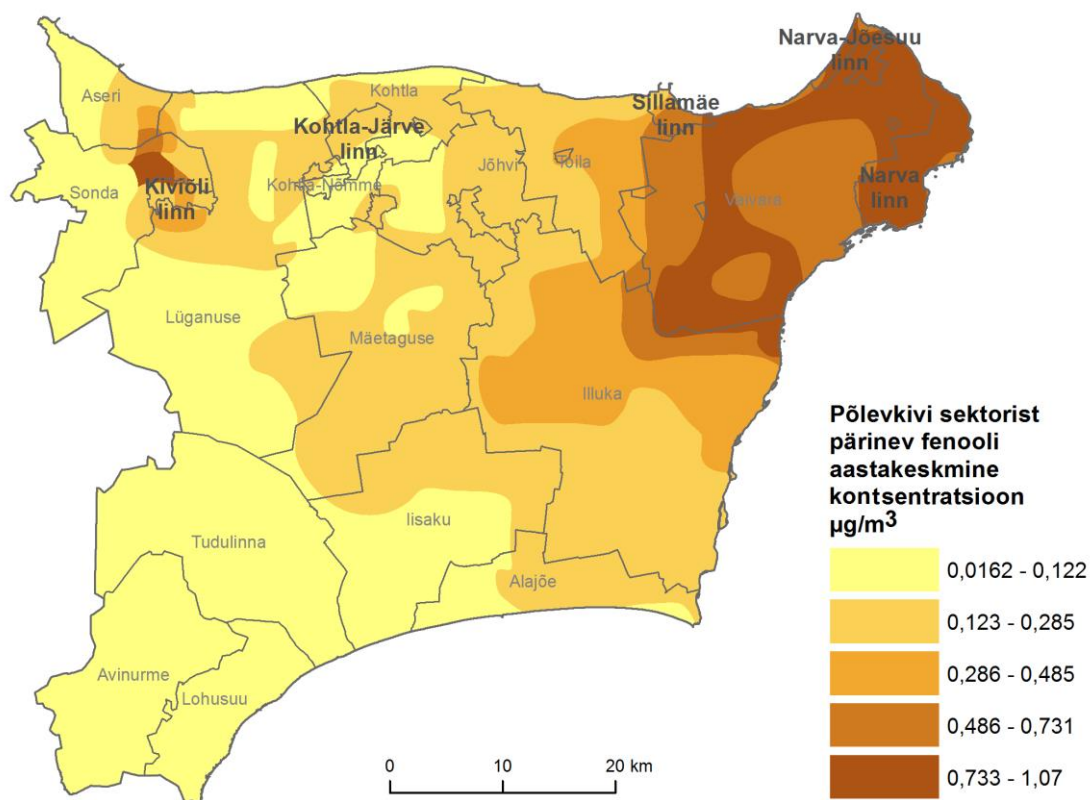 Narva-Jõesuu
linn
Aseri
Kohtla
Sillamäe
linn
Kohtla-Järve
linn
Jõhvi
Toila
Sonda
Kiviõli
linn
Kohtla-Nõmme
Vaivara
Narva
linn
Lüganuse
Mäetaguse
Illuka
Iisaku
Tudulinna
Alajõe
Avinurme
Lohusuu
0 10 20 km
Põlevkivi sektorist
pärinev fenooli
aastakeskmine
kontsentratsioon
µg/m³
0,0162 - 0,122
0,123 - 0,285
0,286 - 0,485
0,486 - 0,731
0,733 - 1,07